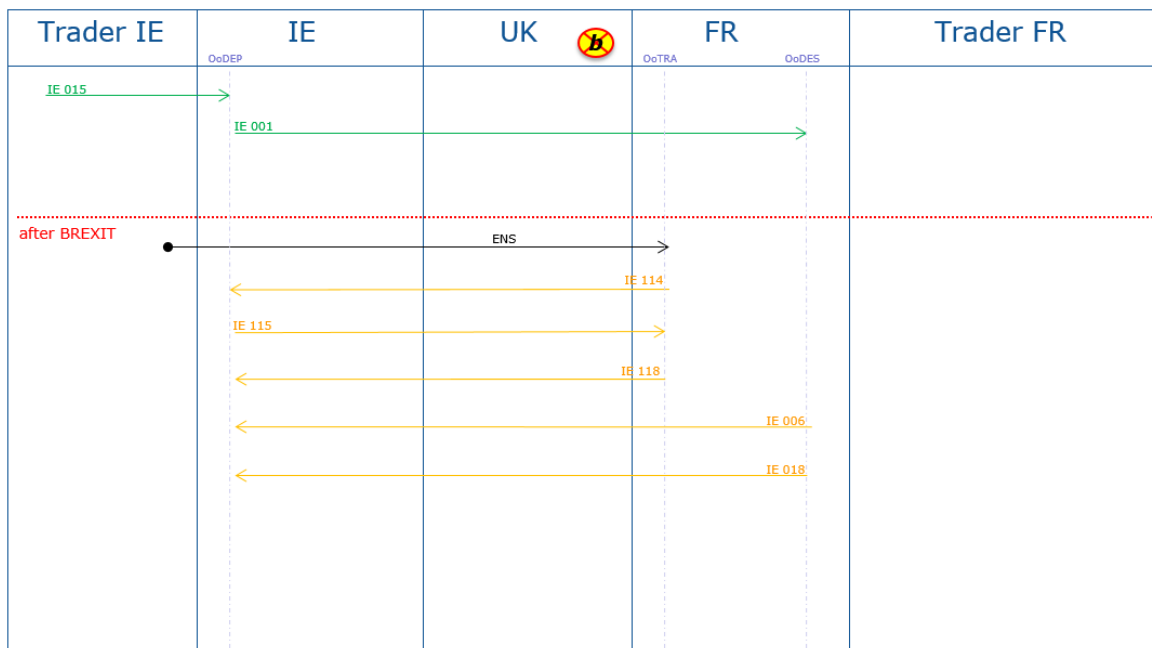 Trader IE
IE
UK
b
FR
Trader FR
OoDEP
OoTRA
OoDES
IE 015
IE 001
after BREXIT
ENS
IE 114
IE 115
IE 118
IE 006
IE 018